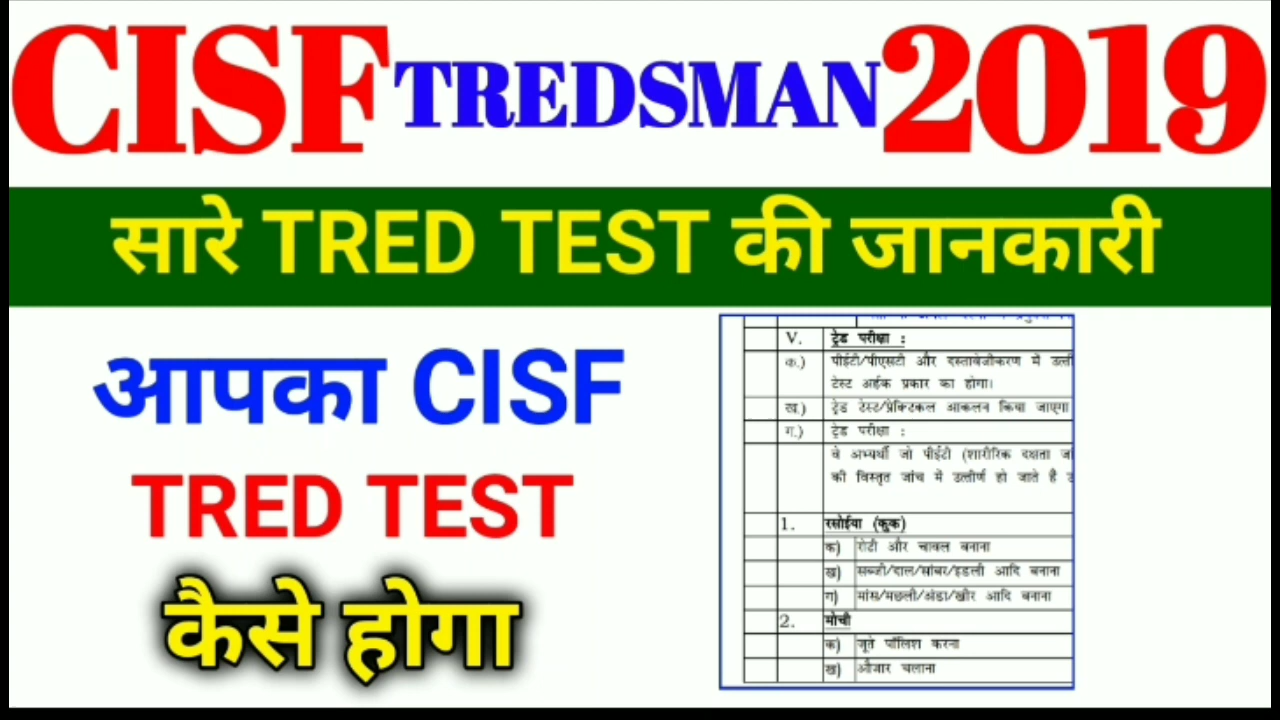 CISF TREDSMAN 2019
सारे TRED TEST की जानकारी
आपका CISF
TRED TEST
कैसे होगा
V. ट्रेड परीक्षा :
क.) पीईटी/पीएसटी और दस्तावेजीकरण में
टेस्ट अर्हक प्रकार का होगा।
ख.) ट्रेड टेस्ट/प्रेक्टिकल आकलन किया जाएगा
ग.) ट्रेड परीक्षा :
वे अभ्यर्थी जो पीईटी (शारीरिक दक्षता
की विस्तृत जांच में उत्तीर्ण हो जाते है
1. रसोईया (कुक)
क) रोटी और चावल बनाना
ख) सब्जी/दाल/सांबर/इडली आदि बनाना
ग) मांस/मछली/अंडा/खीर आदि बनाना
2. मोची
क) जूते पॉलिश करना
ख) औजार चलाना